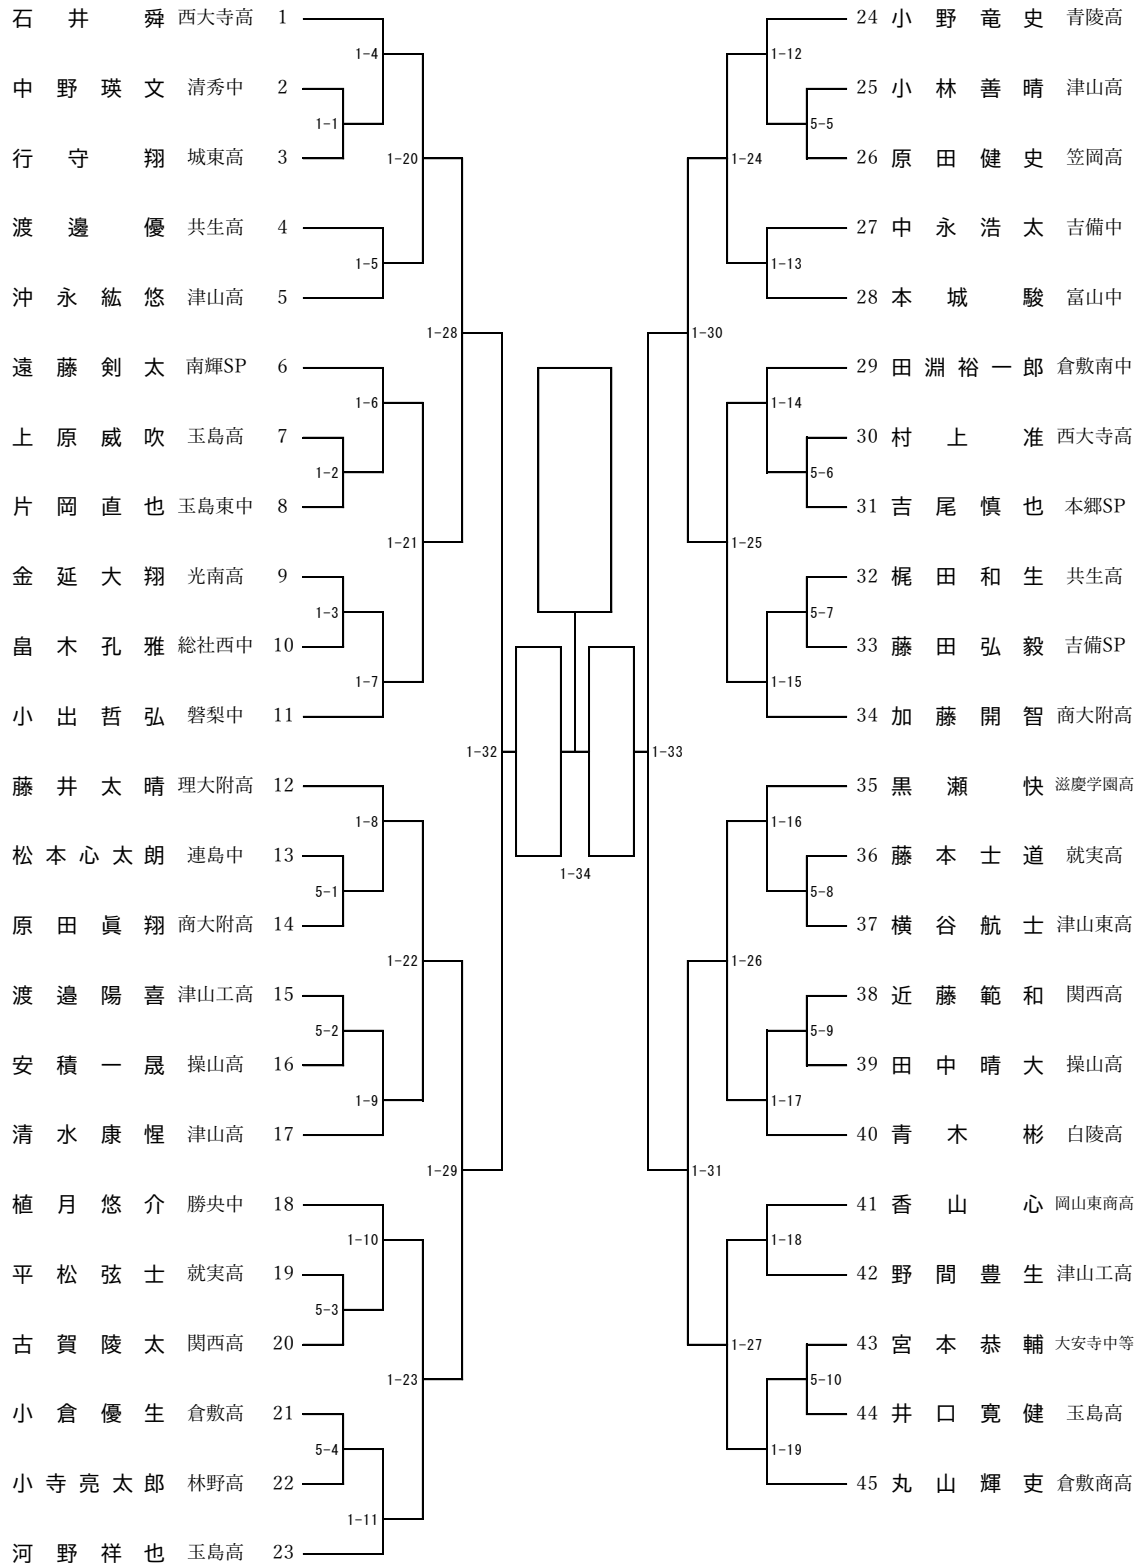 石井舜 西大寺高 1
1-4
中野瑛文 清秀中 2
1-1
行守翔 城東高 3
1-20
渡邊優 共生高 4
1-5
沖永紘悠 津山高 5
1-28
遠藤剣太 南輝SP 6
1-6
上原威吹 玉島高 7
1-2
片岡直也 玉島東中 8
1-21
金延大翔 光南高 9
1-3
畠木孔雅 総社西中 10
1-7
小出哲弘 磐梨中 11
1-32
藤井太晴 理大附高 12
1-8
松本心太朗 連島中 13
5-1
原田眞翔 商大附高 14
1-22
渡邉陽喜 津山工高 15
5-2
安積一晟 操山高 16
1-9
清水康惺 津山高 17
1-29
植月悠介 勝央中 18
1-10
平松弦士 就実高 19
5-3
古賀陵太 関西高 20
1-23
小倉優生 倉敷高 21
5-4
小寺亮太郎 林野高 22
1-11
河野祥也 玉島高 23
1-34
24 小野竜史 青陵高
1-12
25 小林善晴 津山高
5-5
26 原田健史 笠岡高
1-24
27 中永浩太 吉備中
1-13
28 本城駿 富山中
1-30
29 田淵裕一郎 倉敷南中
1-14
30 村上准 西大寺高
5-6
31 吉尾慎也 本郷SP
1-25
32 梶田和生 共生高
5-7
33 藤田弘毅 吉備SP
1-15
34 加藤開智 商大附高
1-33
35 黒瀬快 滋慶学園高
1-16
36 藤本士道 就実高
5-8
37 横谷航士 津山東高
1-26
38 近藤範和 関西高
5-9
39 田中晴大 操山高
1-17
40 青木彬 白陵高
1-31
41 香山心 岡山東商高
1-18
42 野間豊生 津山工高
1-27
43 宮本恭輔 大安寺中等
5-10
44 井口寛健 玉島高
1-19
45 丸山輝吏 倉敷商高